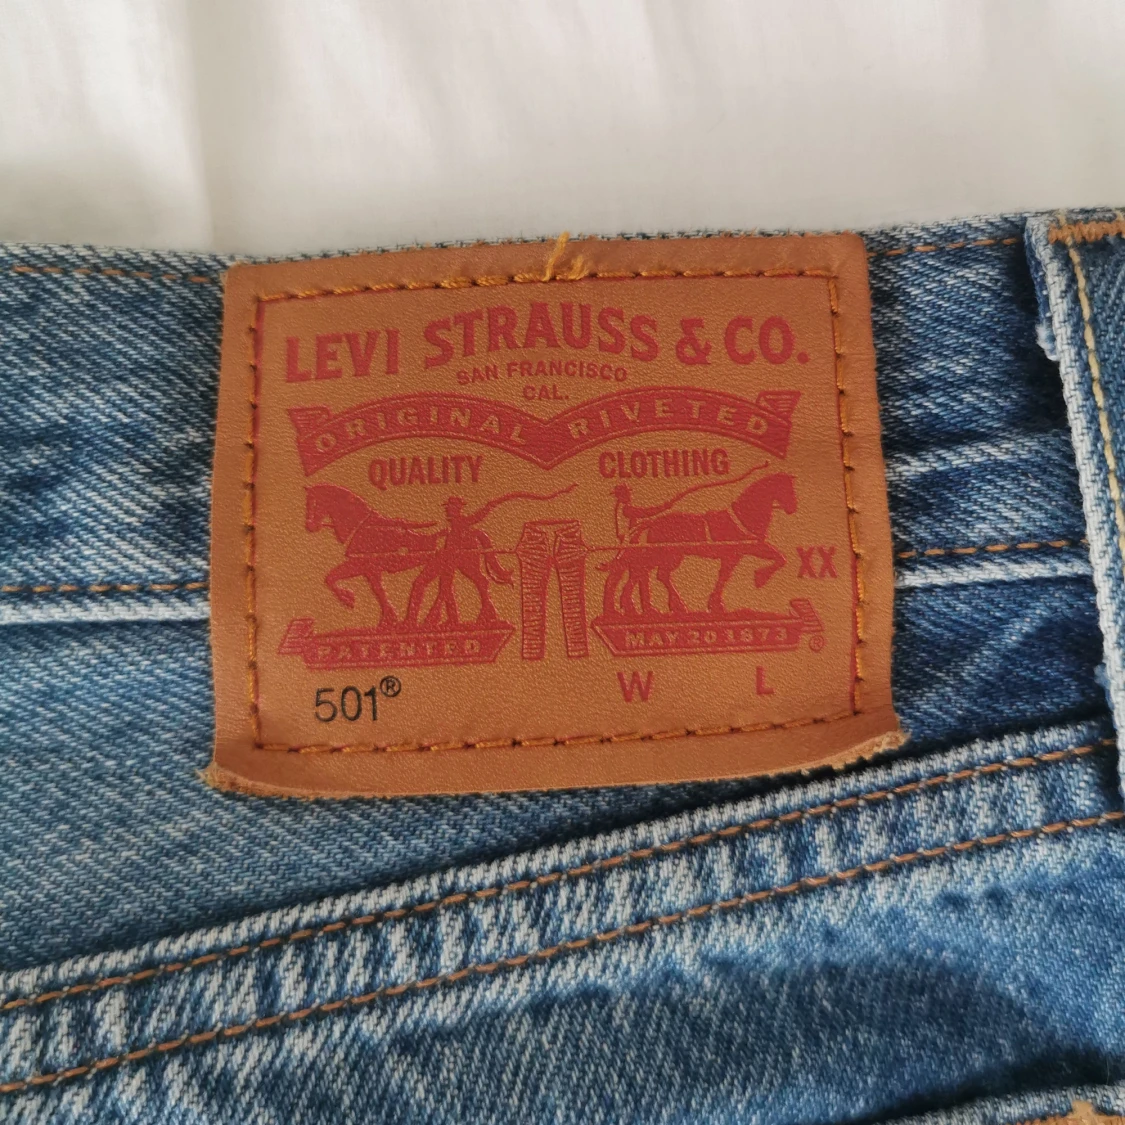 LEVI STRAUSS & CO.
SAN FRANCISCO
CAL.
ORIGINAL RIVETED
QUALITY CLOTHING
XX
PATENTED MAY 20 1873 ®
501® W L